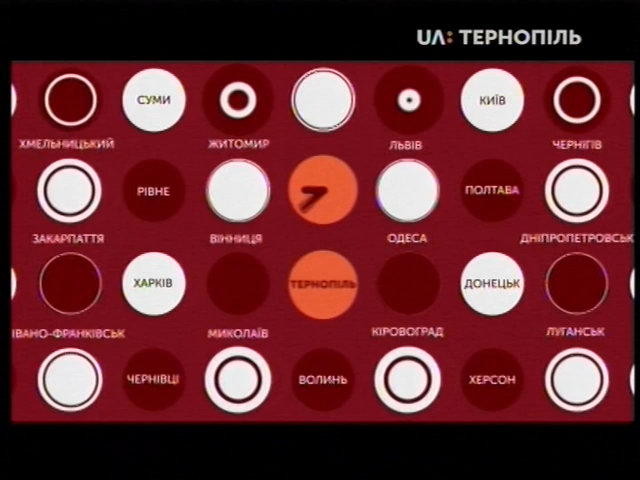 UA: ТЕРНОПІЛЬ
СУМИ
КИЇВ
ХМЕЛЬНИЦЬКИЙ
ЖИТОМИР
ЛЬВІВ
ЧЕРНІГІВ
РІВНЕ
ПОЛТАВА
ЗАКАРПАТТЯ
ВІННИЦЯ
ОДЕСА
ДНІПРОПЕТРОВСЬК
ХАРКІВ
ТЕРНОПІЛЬ
ДОНЕЦЬК
ІВАНО-ФРАНКІВСЬК
МИКОЛАЇВ
КІРОВОГРАД
ЛУГАНСЬК
ЧЕРНІВЦІ
ВОЛИНЬ
ХЕРСОН